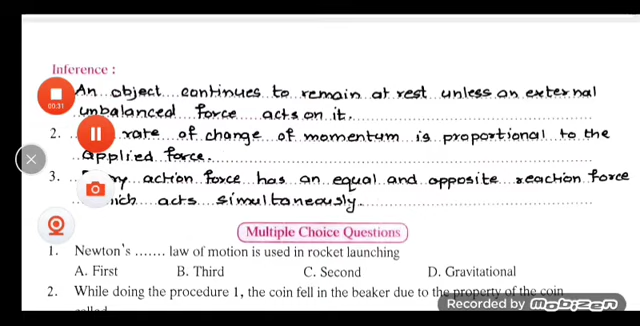 Inference :
An object continues to remain at rest unless an external
00:31
unbalanced force acts on it.
2. rate of change of momentum is proportional to the
applied force.
3. action force has an equal and opposite reaction force
acts simultaneously.
Multiple Choice Questions
1. Newton's ....... law of motion is used in rocket launching
A. First B. Third C. Second D. Gravitational
2. While doing the procedure 1, the coin fell in the beaker due to the property of the coin
Recorded by Mobizen